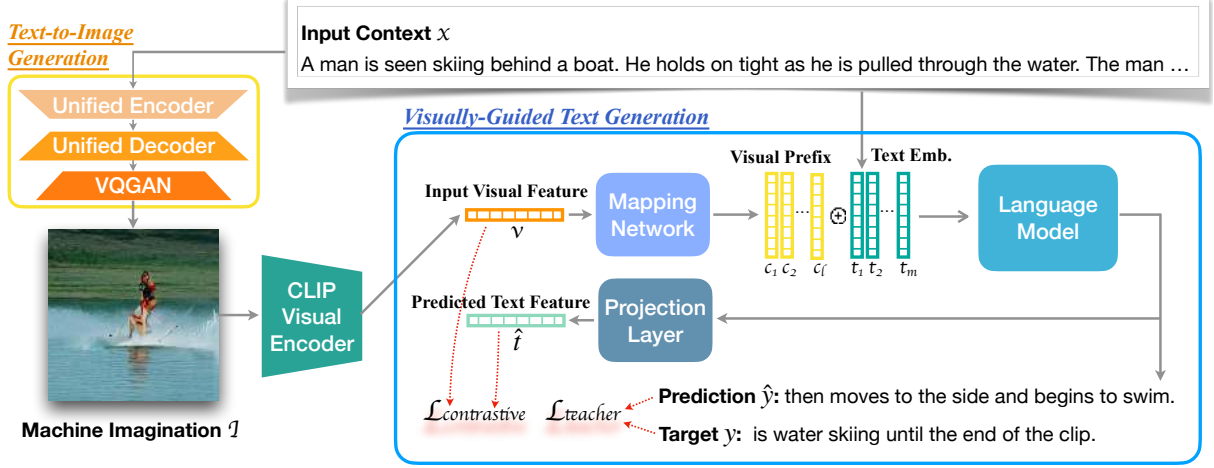 Text-to-Image
Generation
Input Context x
A man is seen skiing behind a boat. He holds on tight as he is pulled through the water. The man …
Unified Encoder
Unified Decoder
VQGAN
Machine Imagination I
CLIP
Visual
Encoder
Visually-Guided Text Generation
Input Visual Feature
v
Mapping
Network
Visual Prefix
Text Emb.
...
...
c₁ c₂ c_l
t₁ t₂ t_m
Language
Model
Predicted Text Feature
t̂
Projection
Layer
ℒcontrastive
ℒteacher
Prediction ŷ: then moves to the side and begins to swim.
Target y: is water skiing until the end of the clip.